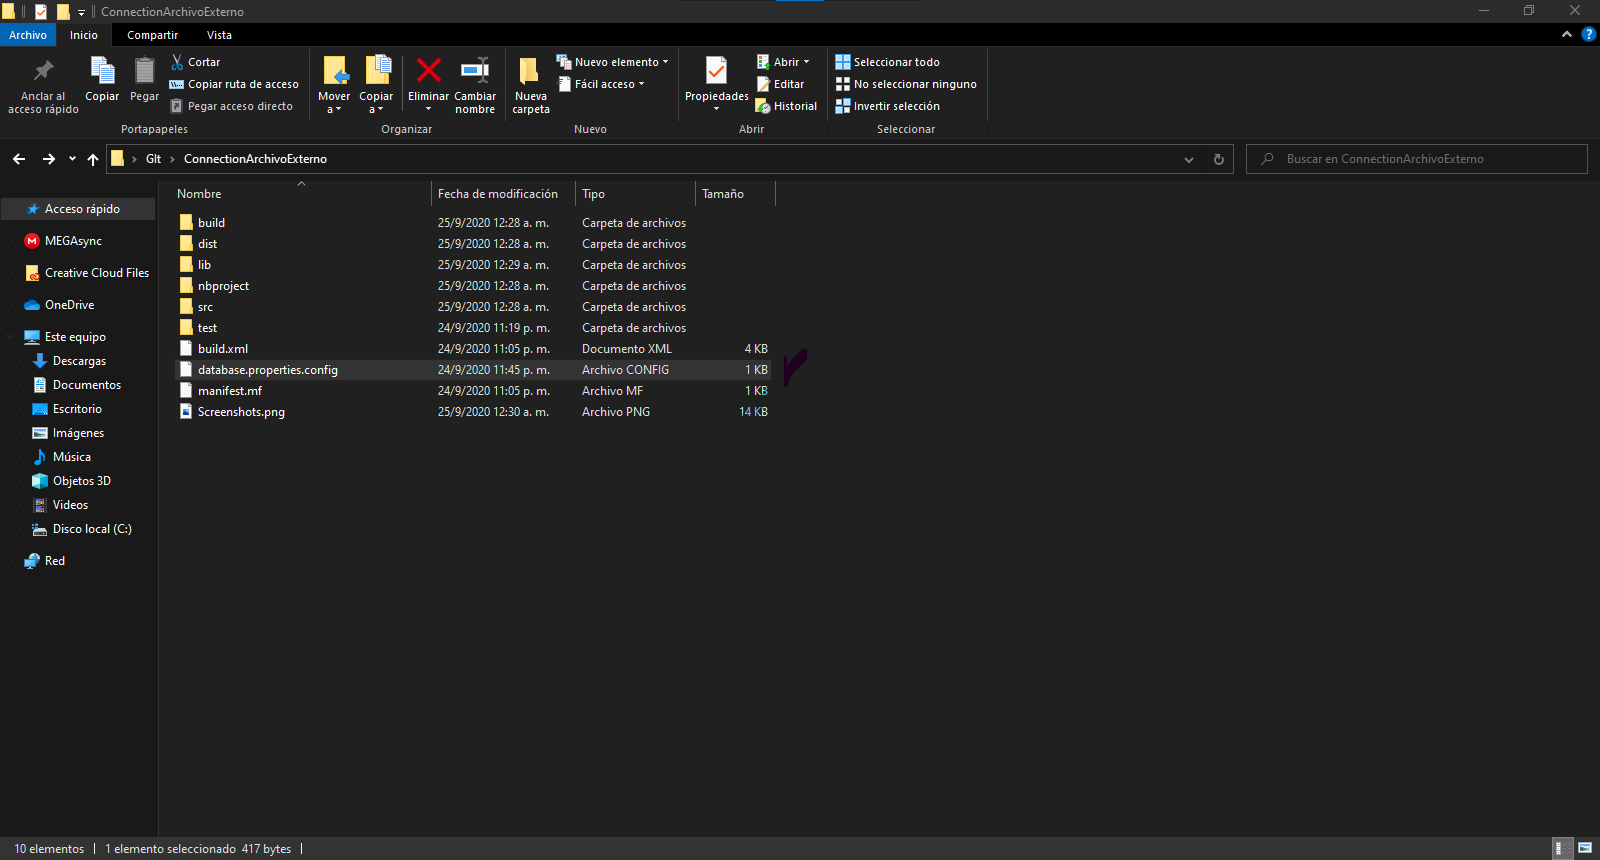 ConnectionArchivoExterno
Archivo Inicio Compartir Vista
Anclar al acceso rápido
Copiar
Pegar
Cortar
Copiar ruta de acceso
Pegar acceso directo
Portapapeles
Mover a
Copiar a
Eliminar
Cambiar nombre
Organizar
Nueva carpeta
Nuevo elemento
Fácil acceso
Nuevo
Propiedades
Abrir
Editar
Historial
Abrir
Seleccionar todo
No seleccionar ninguno
Invertir selección
Seleccionar
GIt › ConnectionArchivoExterno
Buscar en ConnectionArchivoExterno
Acceso rápido
MEGAsync
Creative Cloud Files
OneDrive
Este equipo
Descargas
Documentos
Escritorio
Imágenes
Música
Objetos 3D
Videos
Disco local (C:)
Red
Nombre Fecha de modificación Tipo Tamaño
build 25/9/2020 12:28 a. m. Carpeta de archivos
dist 25/9/2020 12:28 a. m. Carpeta de archivos
lib 25/9/2020 12:29 a. m. Carpeta de archivos
nbproject 25/9/2020 12:28 a. m. Carpeta de archivos
src 25/9/2020 12:28 a. m. Carpeta de archivos
test 24/9/2020 11:19 p. m. Carpeta de archivos
build.xml 24/9/2020 11:05 p. m. Documento XML 4 KB
database.properties.config 24/9/2020 11:45 p. m. Archivo CONFIG 1 KB
manifest.mf 24/9/2020 11:05 p. m. Archivo MF 1 KB
Screenshots.png 25/9/2020 12:30 a. m. Archivo PNG 14 KB
10 elementos 1 elemento seleccionado 417 bytes